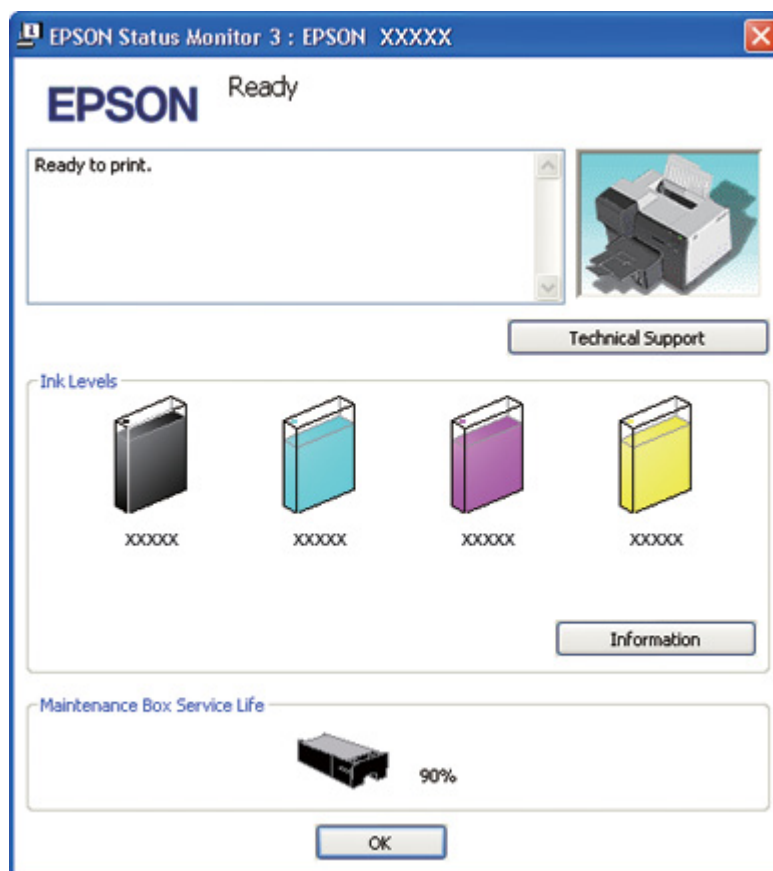 EPSON Status Monitor 3 : EPSON XXXXX
EPSON Ready
Ready to print.
Technical Support
Ink Levels
XXXXX XXXXX XXXXX XXXXX
Information
Maintenance Box Service Life
90%
OK